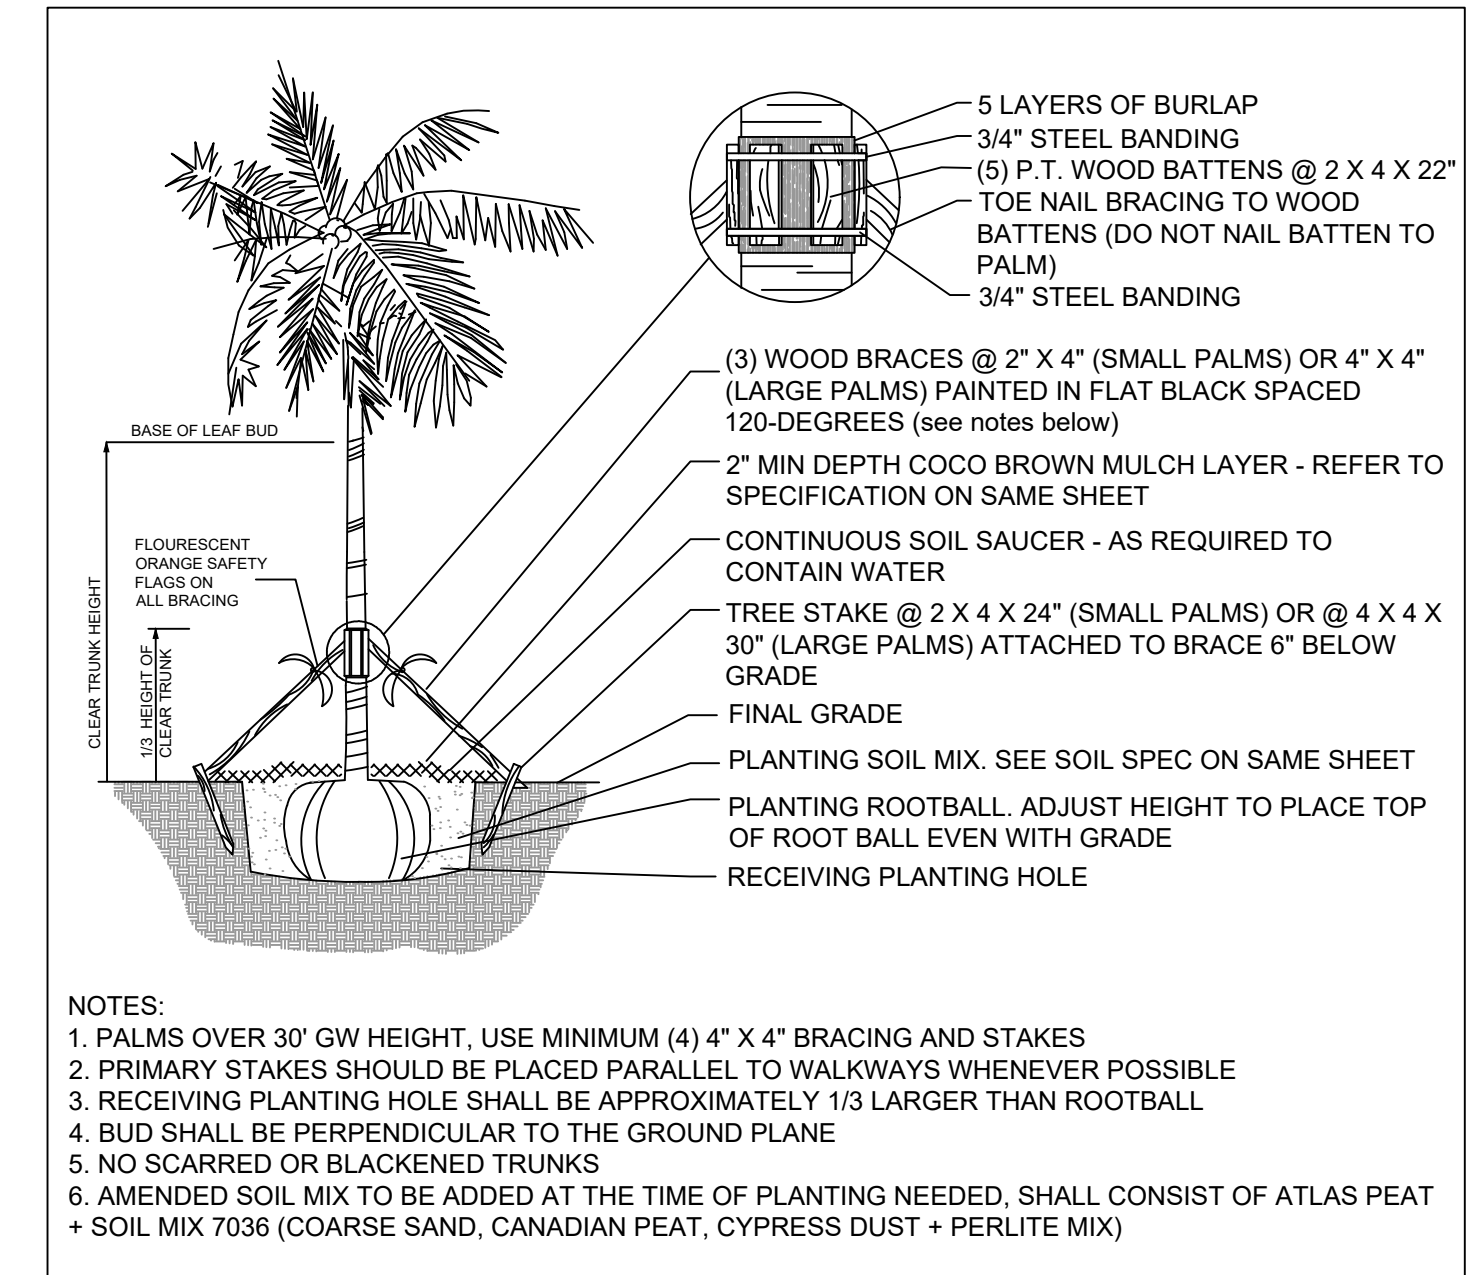 5 LAYERS OF BURLAP
3/4" STEEL BANDING
(5) P.T. WOOD BATTENS @ 2 X 4 X 22"
TOE NAIL BRACING TO WOOD
BATTENS (DO NOT NAIL BATTEN TO
PALM)
3/4" STEEL BANDING
(3) WOOD BRACES @ 2" X 4" (SMALL PALMS) OR 4" X 4"
(LARGE PALMS) PAINTED IN FLAT BLACK SPACED
120-DEGREES (see notes below)
2" MIN DEPTH COCO BROWN MULCH LAYER - REFER TO
SPECIFICATION ON SAME SHEET
CONTINUOUS SOIL SAUCER - AS REQUIRED TO
CONTAIN WATER
TREE STAKE @ 2 X 4 X 24" (SMALL PALMS) OR @ 4 X 4 X
30" (LARGE PALMS) ATTACHED TO BRACE 6" BELOW
GRADE
FINAL GRADE
PLANTING SOIL MIX. SEE SOIL SPEC ON SAME SHEET
PLANTING ROOTBALL. ADJUST HEIGHT TO PLACE TOP
OF ROOT BALL EVEN WITH GRADE
RECEIVING PLANTING HOLE
BASE OF LEAF BUD
FLOURESCENT
ORANGE SAFETY
FLAGS ON
ALL BRACING
CLEAR TRUNK HEIGHT
1/3 HEIGHT OF
CLEAR TRUNK
NOTES:
1. PALMS OVER 30' GW HEIGHT, USE MINIMUM (4) 4" X 4" BRACING AND STAKES
2. PRIMARY STAKES SHOULD BE PLACED PARALLEL TO WALKWAYS WHENEVER POSSIBLE
3. RECEIVING PLANTING HOLE SHALL BE APPROXIMATELY 1/3 LARGER THAN ROOTBALL
4. BUD SHALL BE PERPENDICULAR TO THE GROUND PLANE
5. NO SCARRED OR BLACKENED TRUNKS
6. AMENDED SOIL MIX TO BE ADDED AT THE TIME OF PLANTING NEEDED, SHALL CONSIST OF ATLAS PEAT
+ SOIL MIX 7036 (COARSE SAND, CANADIAN PEAT, CYPRESS DUST + PERLITE MIX)